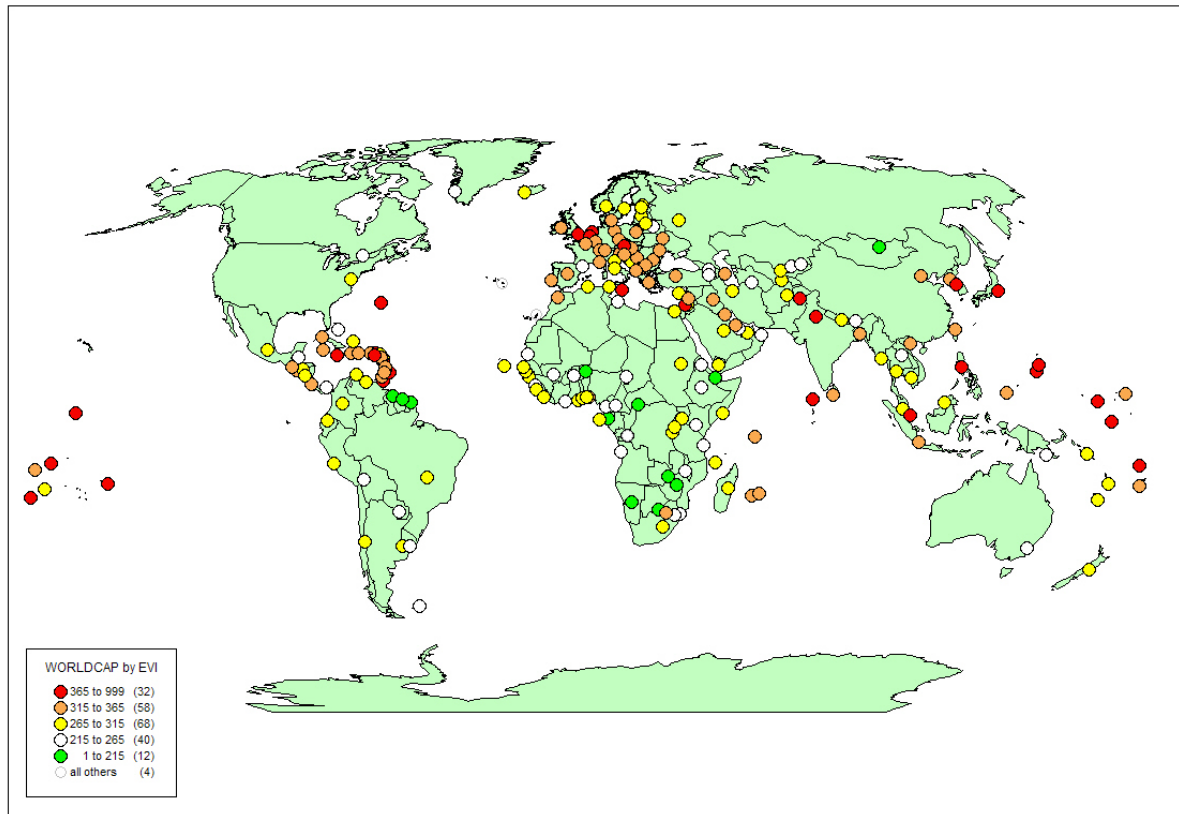 WORLDCAP by EVI
365 to 999 (32)
315 to 365 (58)
265 to 315 (68)
215 to 265 (40)
1 to 215 (12)
all others (4)